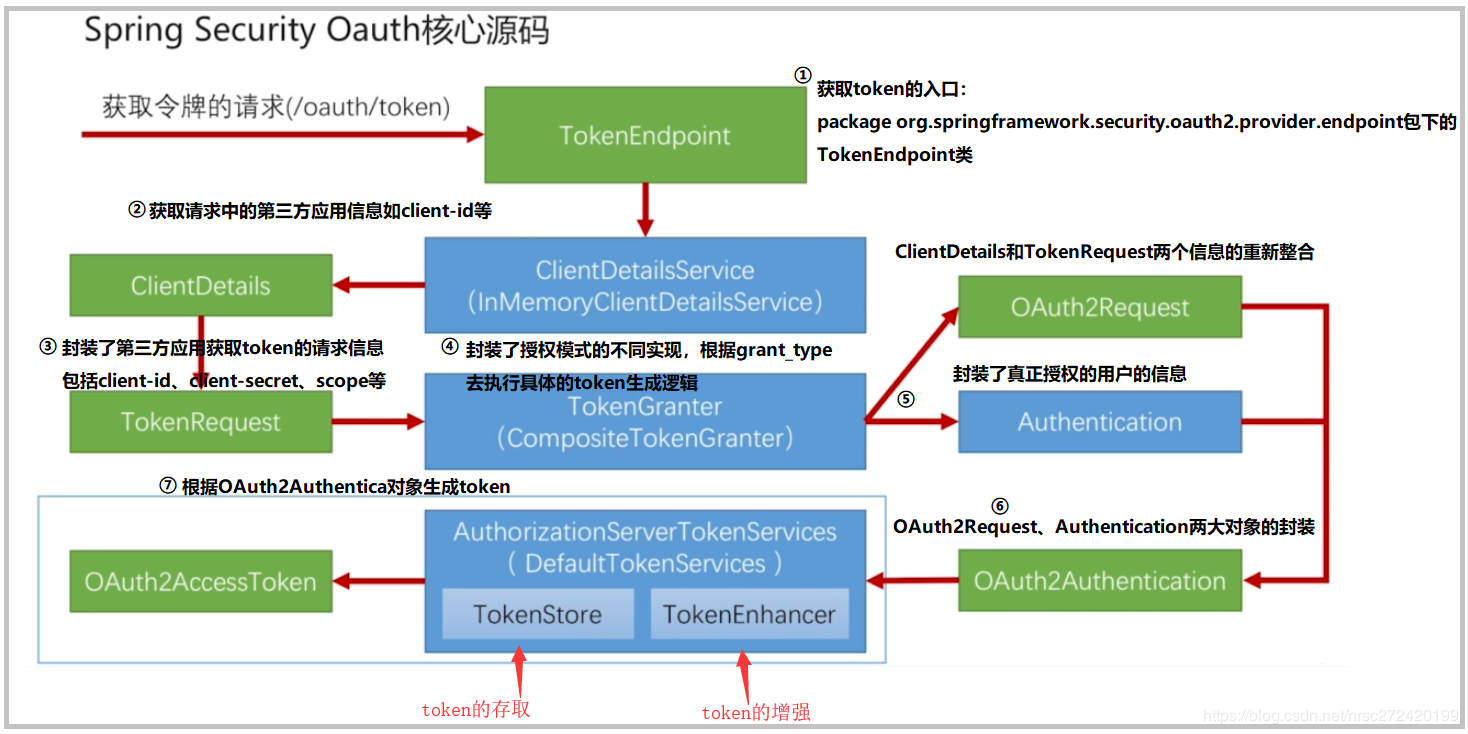 Spring Security Oauth核心源码
获取令牌的请求(/oauth/token)
TokenEndpoint
①
获取token的入口：
package org.springframework.security.oauth2.provider.endpoint包下的
TokenEndpoint类
② 获取请求中的第三方应用信息如client-id等
ClientDetails
ClientDetailsService
（InMemoryClientDetailsService）
ClientDetails和TokenRequest两个信息的重新整合
OAuth2Request
③ 封装了第三方应用获取token的请求信息
包括client-id、client-secret、scope等
④ 封装了授权模式的不同实现，根据grant_type
去执行具体的token生成逻辑
TokenRequest
TokenGranter
（CompositeTokenGranter）
封装了真正授权的用户的信息
⑤
Authentication
⑦ 根据OAuth2Authentica对象生成token
⑥
OAuth2Request、Authentication两大对象的封装
OAuth2AccessToken
AuthorizationServerTokenServices
（ DefaultTokenServices ）
TokenStore
TokenEnhancer
OAuth2Authentication
token的存取
token的增强
https://blog.csdn.net/nrsc272420199